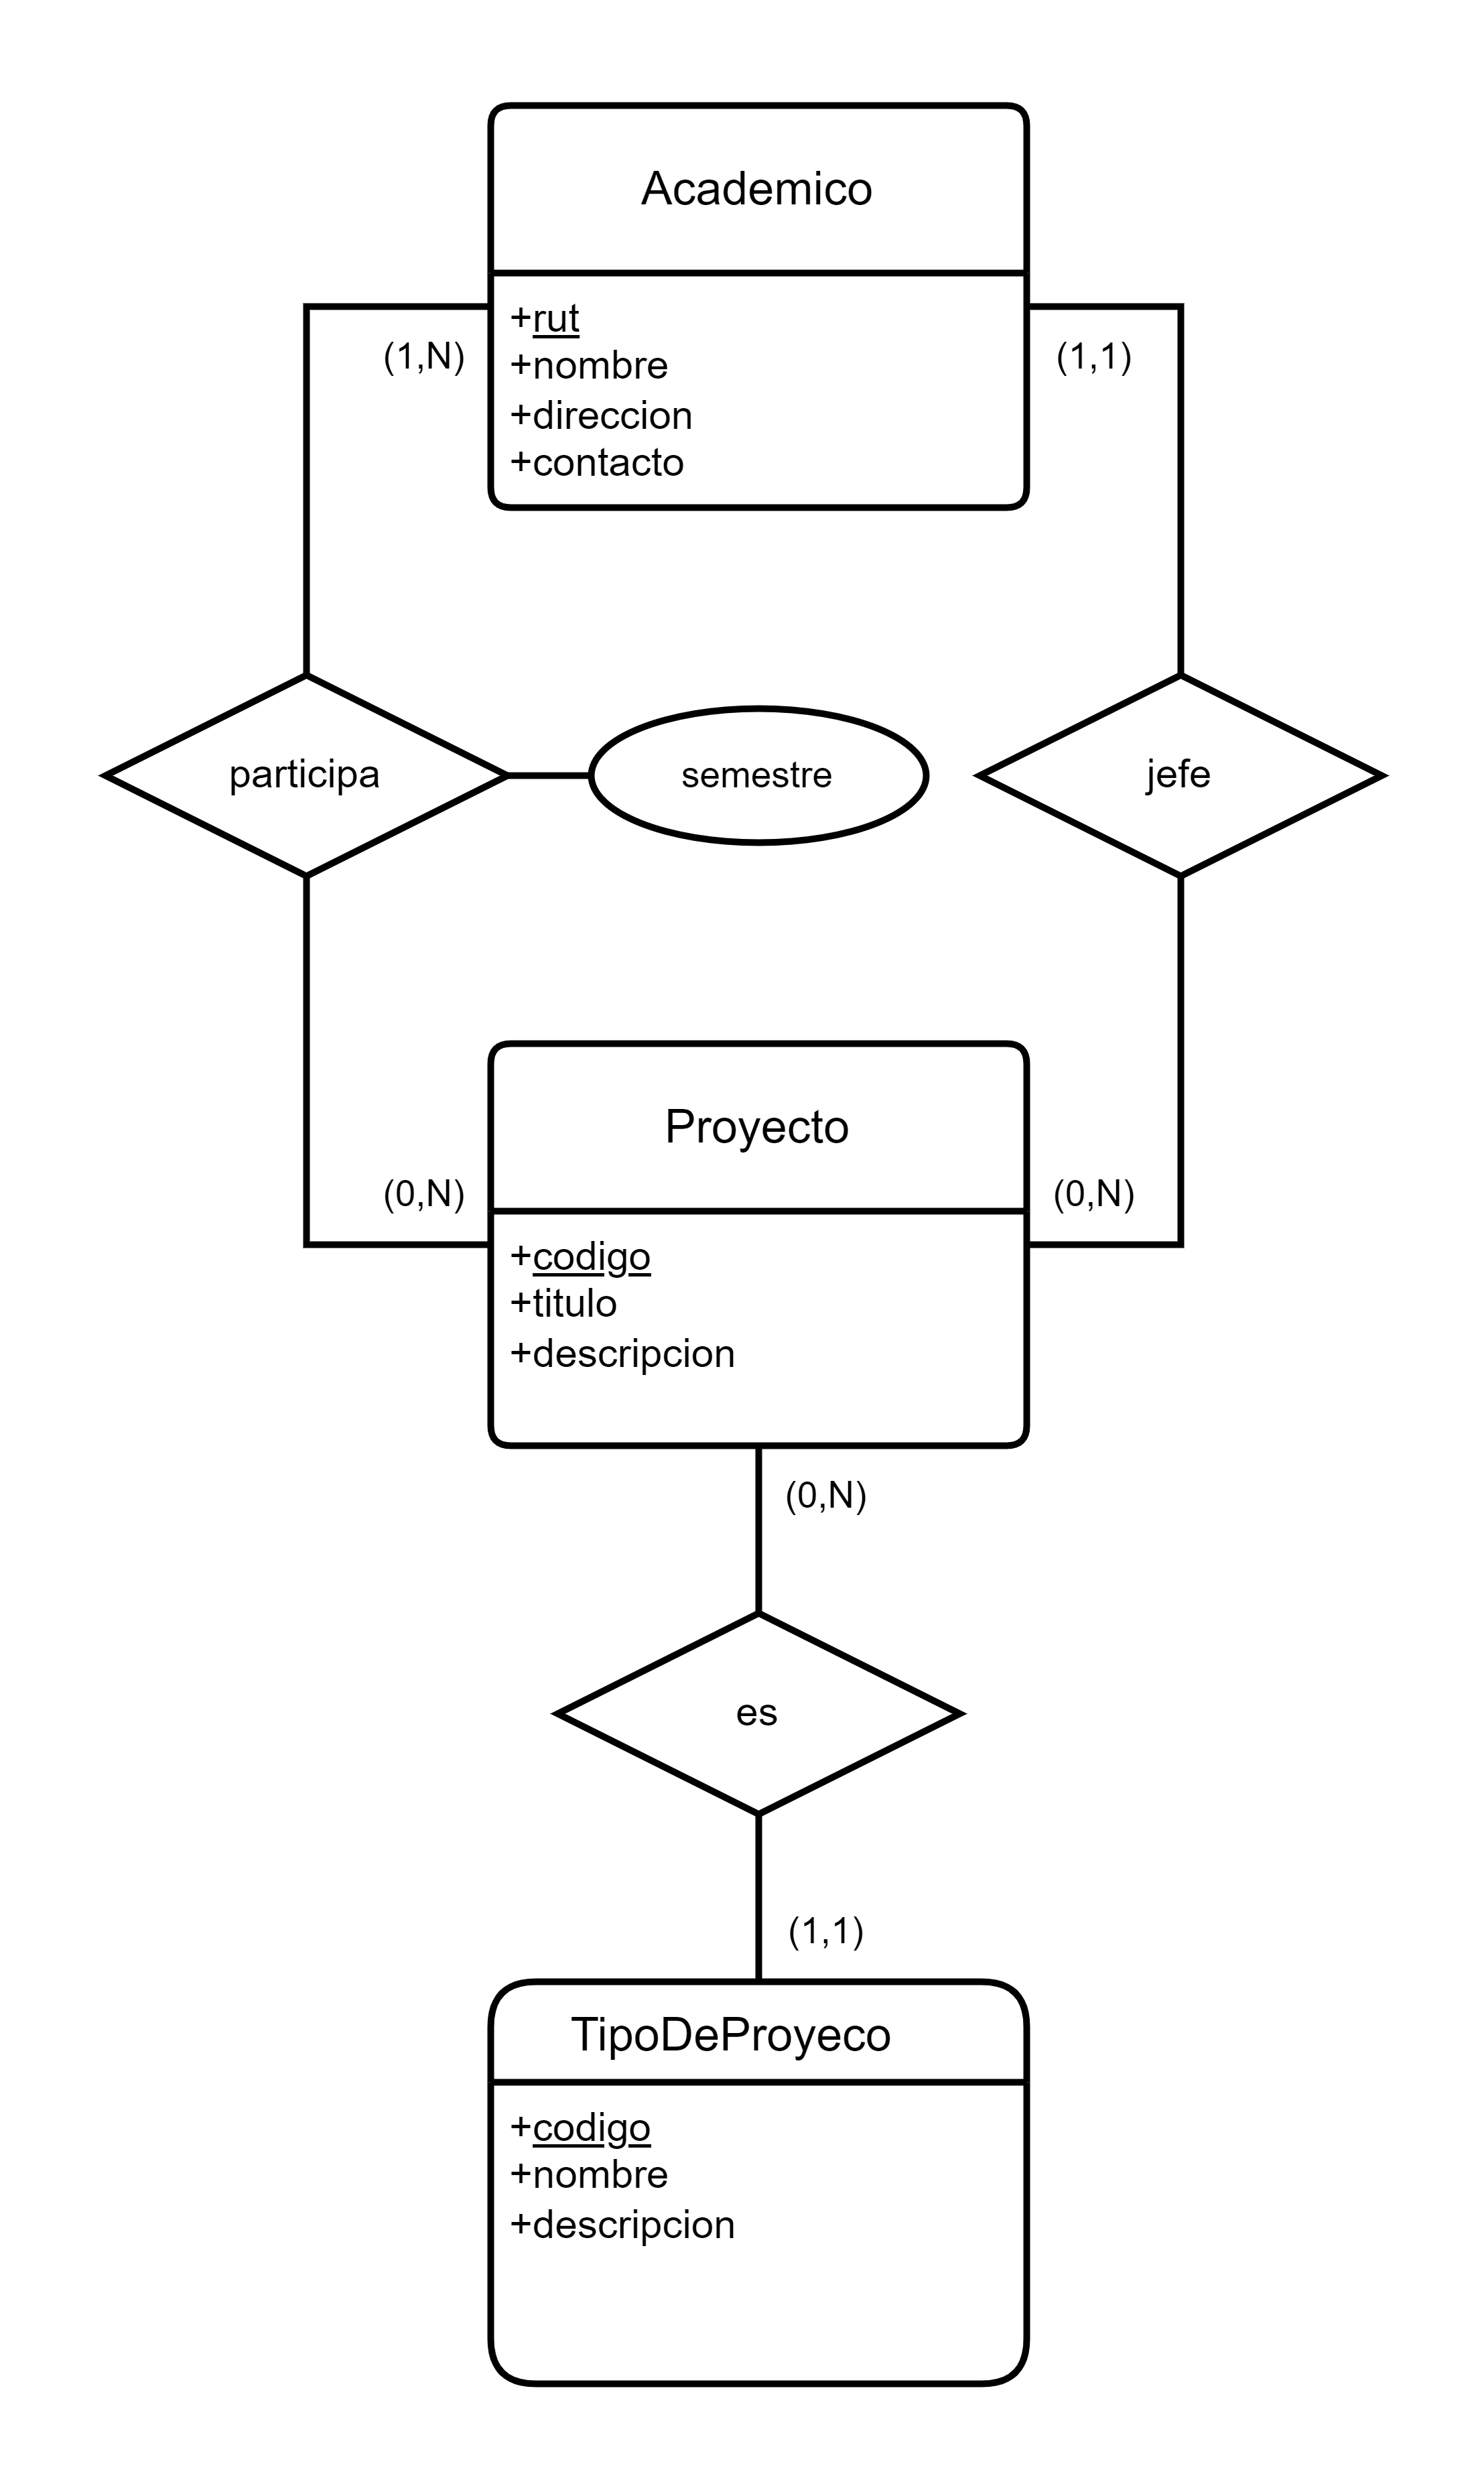 Academico
+rut
+nombre
+direccion
+contacto
(1,N)
(1,1)
participa
semestre
jefe
Proyecto
(0,N)
(0,N)
+codigo
+titulo
+descripcion
(0,N)
es
(1,1)
TipoDeProyeco
+codigo
+nombre
+descripcion